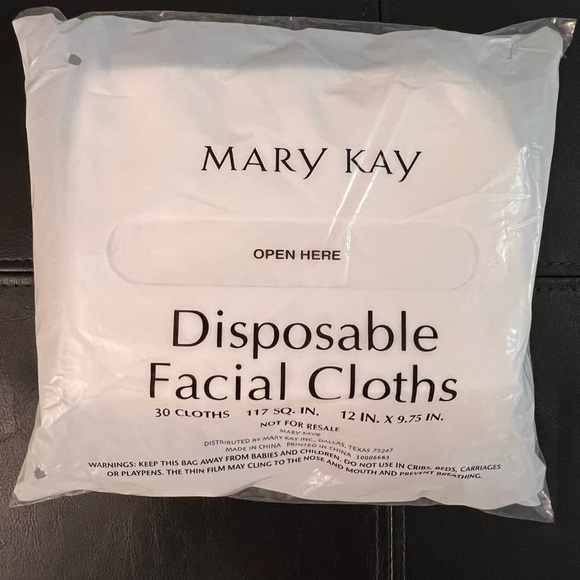 MARY KAY
OPEN HERE
Disposable
Facial Cloths
30 CLOTHS 117 SQ. IN. 12 IN. X 9.75 IN.
NOT FOR RESALE
MARY KAY®
DISTRIBUTED BY MARY KAY INC., DALLAS, TEXAS 75247
MADE IN CHINA PRINTED IN CHINA 10006683
WARNINGS: KEEP THIS BAG AWAY FROM BABIES AND CHILDREN. DO NOT USE IN CRIBS, BEDS, CARRIAGES
OR PLAYPENS. THE THIN FILM MAY CLING TO THE NOSE AND MOUTH AND PREVENT BREATHING.